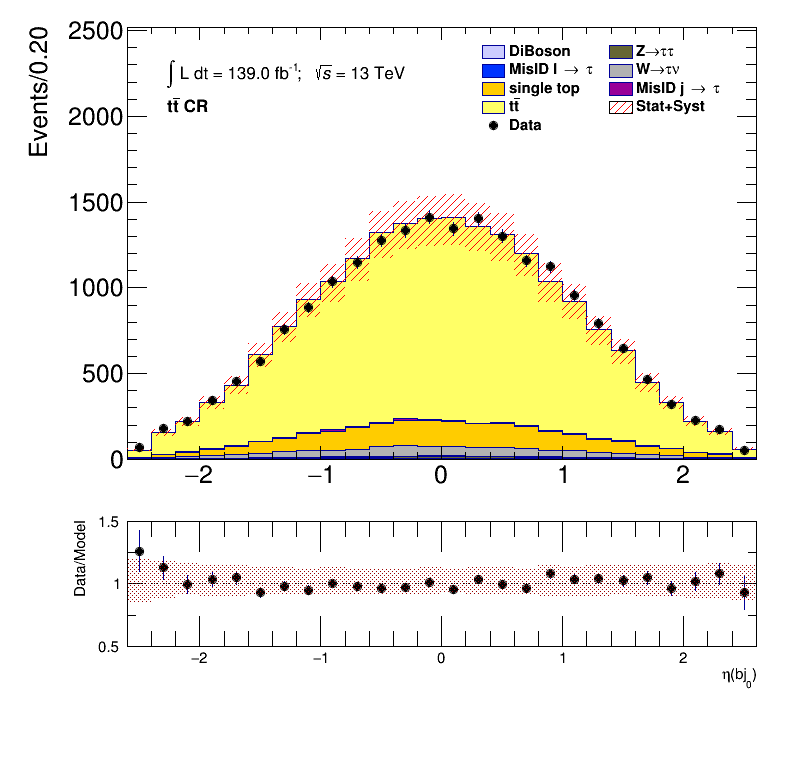 2500
2000
1500
1000
500
0
Events/0.20
∫ L dt = 139.0 fb⁻¹; √s = 13 TeV
tt̄ CR
DiBoson
MisID l → τ
single top
tt̄
Data
Z→ττ
W→τν
MisID j → τ
Stat+Syst
−2 −1 0 1 2
1.5
1
0.5
Data/Model
−2 −1 0 1 2
η(bj₀)